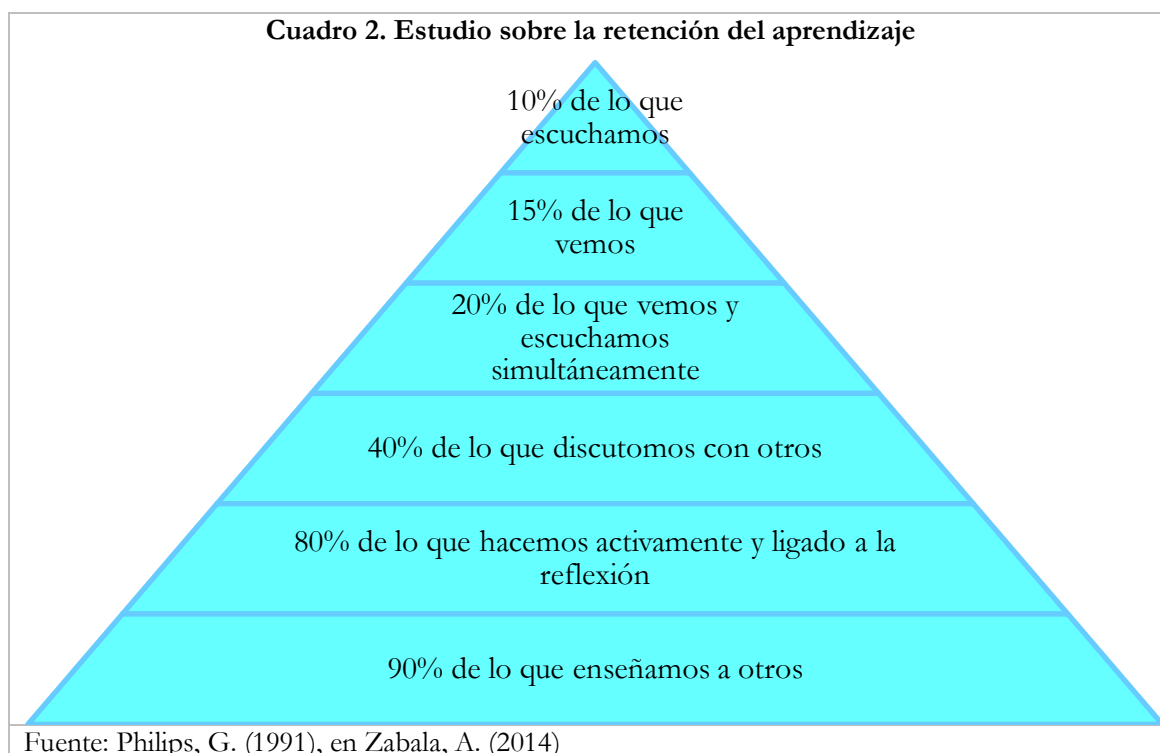 Cuadro 2. Estudio sobre la retención del aprendizaje
10% de lo que
escuchamos
15% de lo que
vemos
20% de lo que vemos y
escuchamos
simultáneamente
40% de lo que discutomos con otros
80% de lo que hacemos activamente y ligado a la
reflexión
90% de lo que enseñamos a otros
Fuente: Philips, G. (1991), en Zabala, A. (2014)